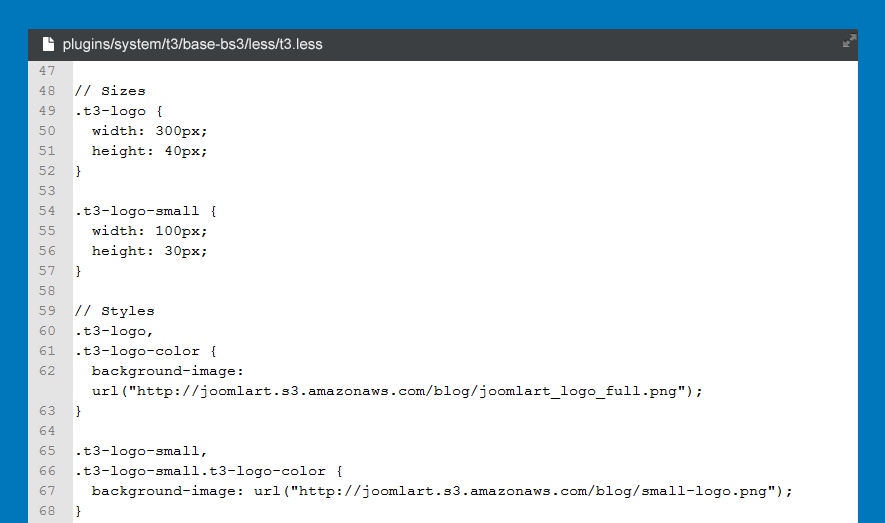 plugins/system/t3/base-bs3/less/t3.less
47
48 // Sizes
49 .t3-logo {
50 width: 300px;
51 height: 40px;
52 }
53
54 .t3-logo-small {
55 width: 100px;
56 height: 30px;
57 }
58
59 // Styles
60 .t3-logo,
61 .t3-logo-color {
62 background-image:
url("http://joomlart.s3.amazonaws.com/blog/joomlart_logo_full.png");
63 }
64
65 .t3-logo-small,
66 .t3-logo-small.t3-logo-color {
67 background-image: url("http://joomlart.s3.amazonaws.com/blog/small-logo.png");
68 }